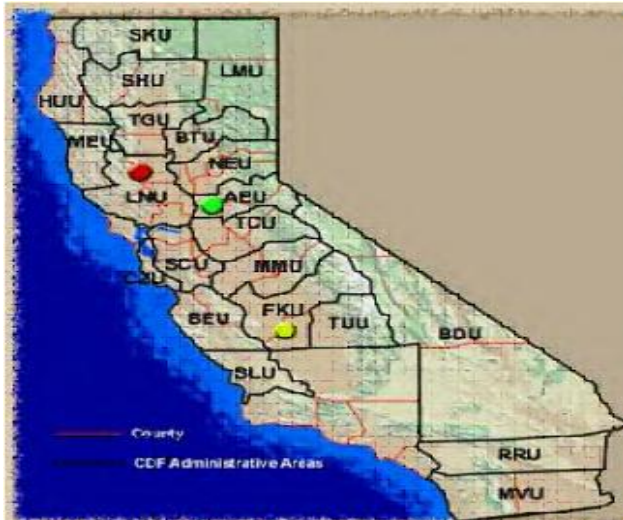 SKU
SHU
LMU
HUU
TGU
BTU
MEU
NEU
LNU
AEU
TCU
SCU
MMU
CZU
FKU
BEU
TUU
BDU
SLU
County
CDF Administrative Areas
RRU
MVU